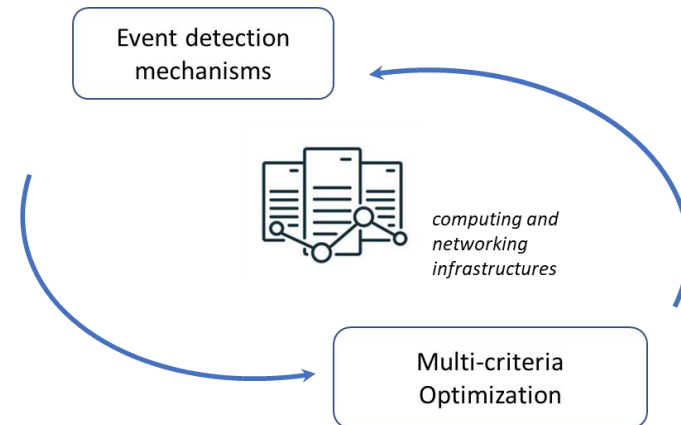 Event detection
mechanisms
computing and
networking
infrastructures
Multi-criteria
Optimization